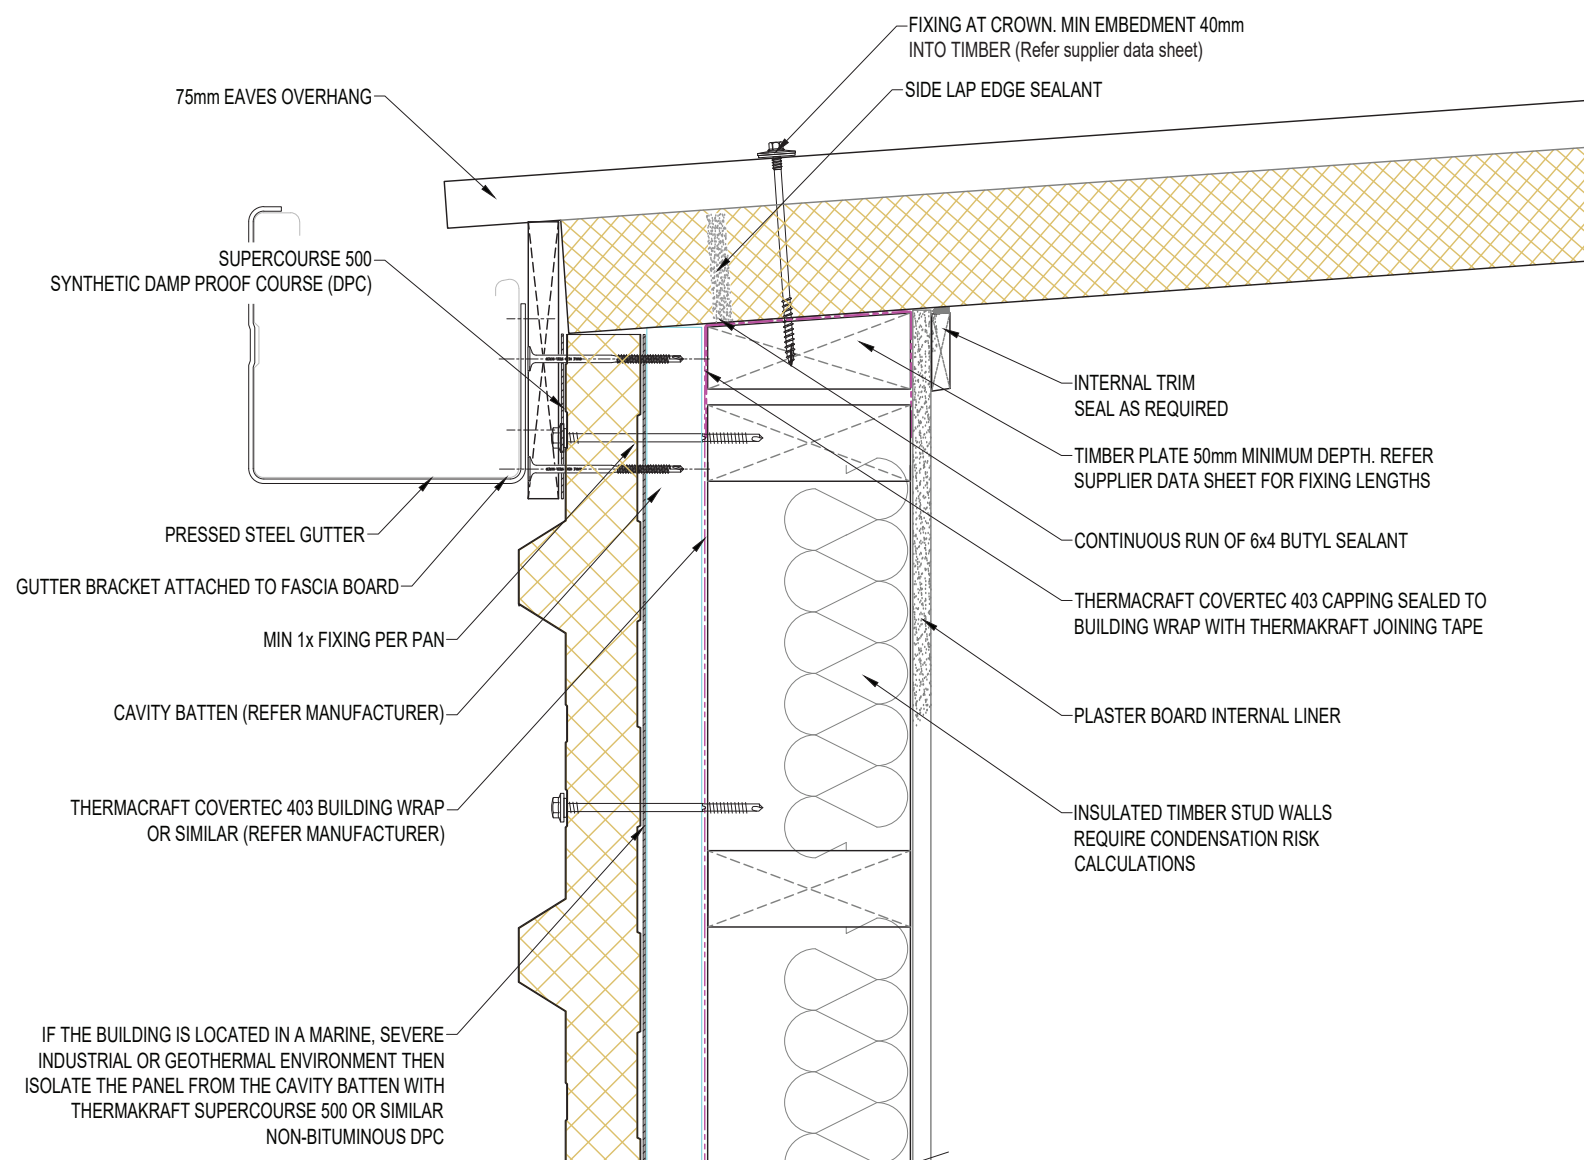 FIXING AT CROWN. MIN EMBEDMENT 40mm
INTO TIMBER (Refer supplier data sheet)
SIDE LAP EDGE SEALANT
75mm EAVES OVERHANG
SUPERCOURSE 500
SYNTHETIC DAMP PROOF COURSE (DPC)
PRESSED STEEL GUTTER
GUTTER BRACKET ATTACHED TO FASCIA BOARD
MIN 1x FIXING PER PAN
CAVITY BATTEN (REFER MANUFACTURER)
THERMACRAFT COVERTEC 403 BUILDING WRAP
OR SIMILAR (REFER MANUFACTURER)
IF THE BUILDING IS LOCATED IN A MARINE, SEVERE
INDUSTRIAL OR GEOTHERMAL ENVIRONMENT THEN
ISOLATE THE PANEL FROM THE CAVITY BATTEN WITH
THERMAKRAFT SUPERCOURSE 500 OR SIMILAR
NON-BITUMINOUS DPC
INTERNAL TRIM
SEAL AS REQUIRED
TIMBER PLATE 50mm MINIMUM DEPTH. REFER
SUPPLIER DATA SHEET FOR FIXING LENGTHS
CONTINUOUS RUN OF 6x4 BUTYL SEALANT
THERMACRAFT COVERTEC 403 CAPPING SEALED TO
BUILDING WRAP WITH THERMAKRAFT JOINING TAPE
PLASTER BOARD INTERNAL LINER
INSULATED TIMBER STUD WALLS
REQUIRE CONDENSATION RISK
CALCULATIONS